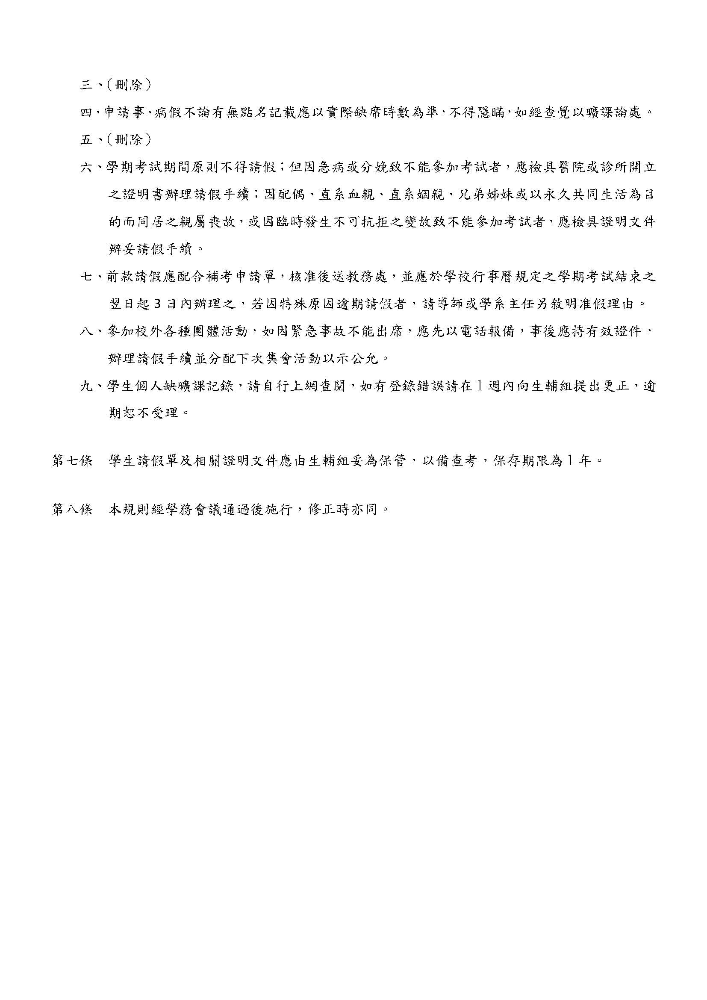 三、（刪除）
四、申請事、病假不論有無點名記載應以實際缺席時數為準，不得隱瞞，如經查覺以曠課論處。
五、（刪除）
六、學期考試期間原則不得請假；但因急病或分娩致不能參加考試者，應檢具醫院或診所開立
之證明書辦理請假手續；因配偶、直系血親、直系姻親、兄弟姊妹或以永久共同生活為目
的而同居之親屬喪故，或因臨時發生不可抗拒之變故致不能參加考試者，應檢具證明文件
辦妥請假手續。
七、前款請假應配合補考申請單，核准後送教務處，並應於學校行事曆規定之學期考試結束之
翌日起 3 日內辦理之，若因特殊原因逾期請假者，請導師或學系主任另敘明准假理由。
八、參加校外各種團體活動，如因緊急事故不能出席，應先以電話報備，事後應持有效證件，
辦理請假手續並分配下次集會活動以示公允。
九、學生個人缺曠課記錄，請自行上網查閱，如有登錄錯誤請在 1 週內向生輔組提出更正，逾
期恕不受理。
第七條　學生請假單及相關證明文件應由生輔組妥為保管，以備查考，保存期限為 1 年。
第八條　本規則經學務會議通過後施行，修正時亦同。